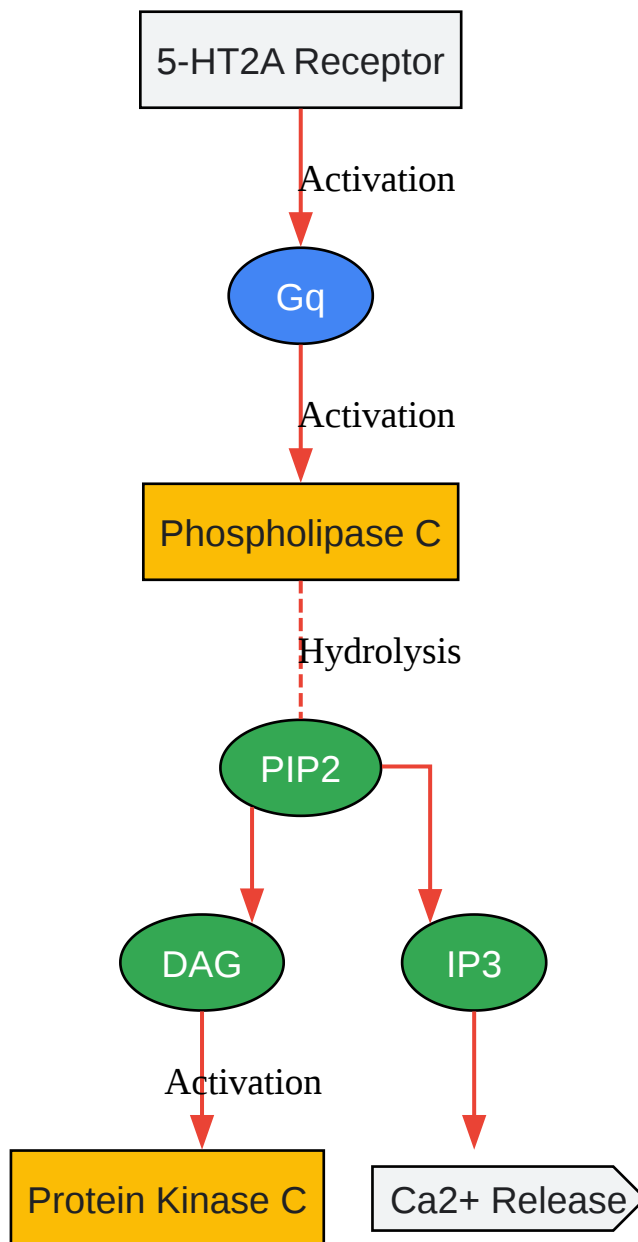 5-HT2A Receptor
Activation
Gq
Activation
Phospholipase C
Hydrolysis
PIP2
DAG
IP3
Activation
Protein Kinase C
Ca2+ Release